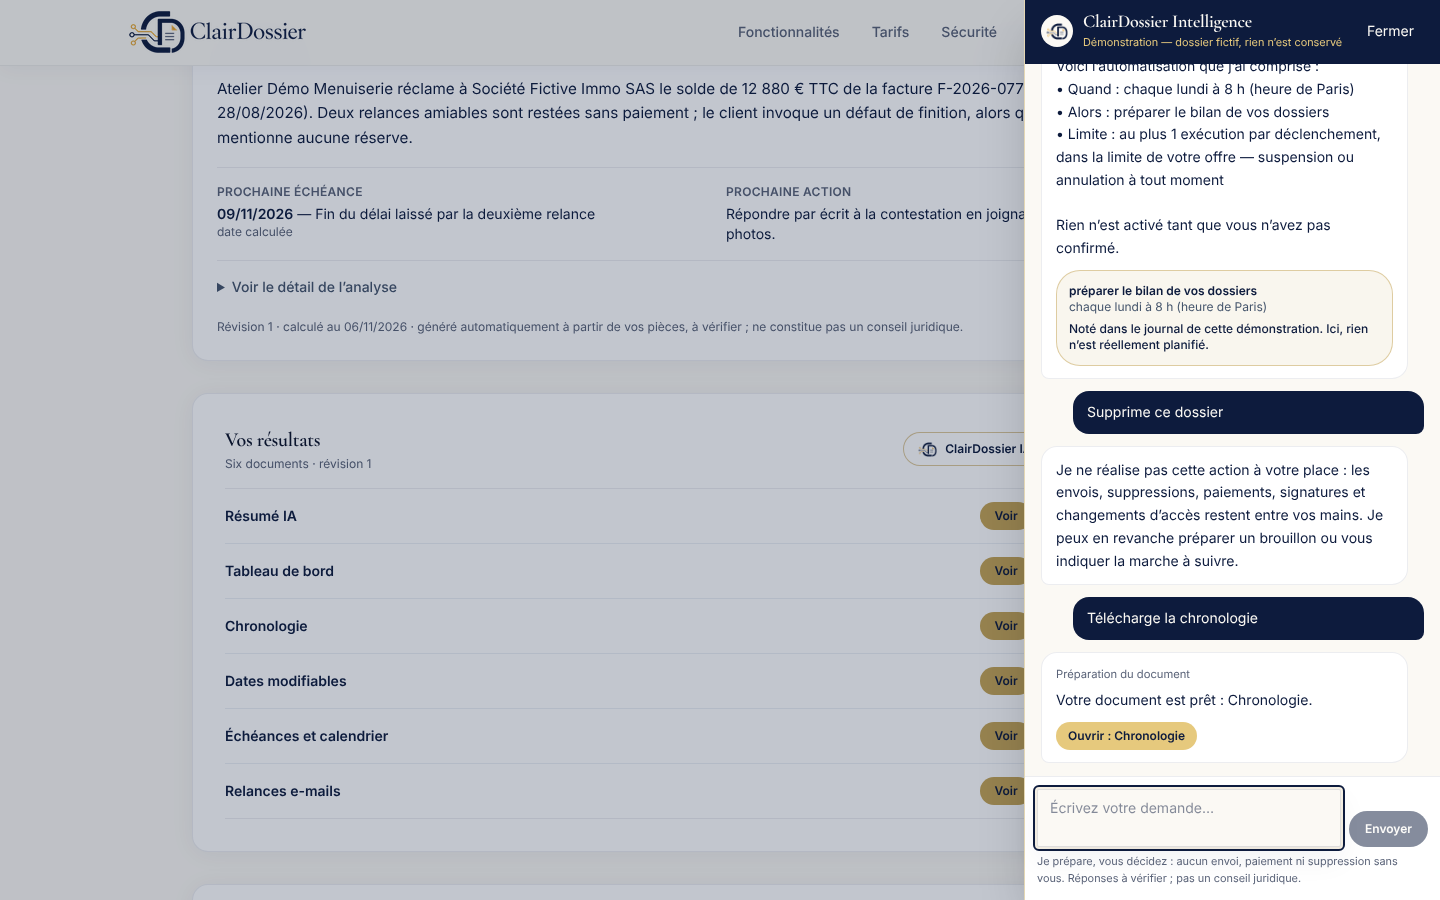 ClairDossier
Fonctionnalités
Tarifs
Sécurité
Atelier Démo Menuiserie réclame à Société Fictive Immo SAS le solde de 12 880 € TTC de la facture F-2026-077
28/08/2026). Deux relances amiables sont restées sans paiement ; le client invoque un défaut de finition, alors q
mentionne aucune réserve.
PROCHAINE ÉCHÉANCE
09/11/2026 — Fin du délai laissé par la deuxième relance
date calculée
PROCHAINE ACTION
Répondre par écrit à la contestation en joigna
photos.
Voir le détail de l’analyse
Révision 1 · calculé au 06/11/2026 · généré automatiquement à partir de vos pièces, à vérifier ; ne constitue pas un conseil juridique.
Vos résultats
Six documents · révision 1
ClairDossier I
Résumé IA
Voir
Tableau de bord
Voir
Chronologie
Voir
Dates modifiables
Voir
Échéances et calendrier
Voir
Relances e-mails
Voir
ClairDossier Intelligence
Démonstration — dossier fictif, rien n’est conservé
Fermer
Voici l’automatisation que j’ai comprise :
• Quand : chaque lundi à 8 h (heure de Paris)
• Alors : préparer le bilan de vos dossiers
• Limite : au plus 1 exécution par déclenchement,
dans la limite de votre offre — suspension ou
annulation à tout moment
Rien n’est activé tant que vous n’avez pas
confirmé.
préparer le bilan de vos dossiers
chaque lundi à 8 h (heure de Paris)
Noté dans le journal de cette démonstration. Ici, rien
n’est réellement planifié.
Supprime ce dossier
Je ne réalise pas cette action à votre place : les
envois, suppressions, paiements, signatures et
changements d’accès restent entre vos mains. Je
peux en revanche préparer un brouillon ou vous
indiquer la marche à suivre.
Télécharge la chronologie
Préparation du document
Votre document est prêt : Chronologie.
Ouvrir : Chronologie
Écrivez votre demande...
Envoyer
Je prépare, vous décidez : aucun envoi, paiement ni suppression sans
vous. Réponses à vérifier ; pas un conseil juridique.